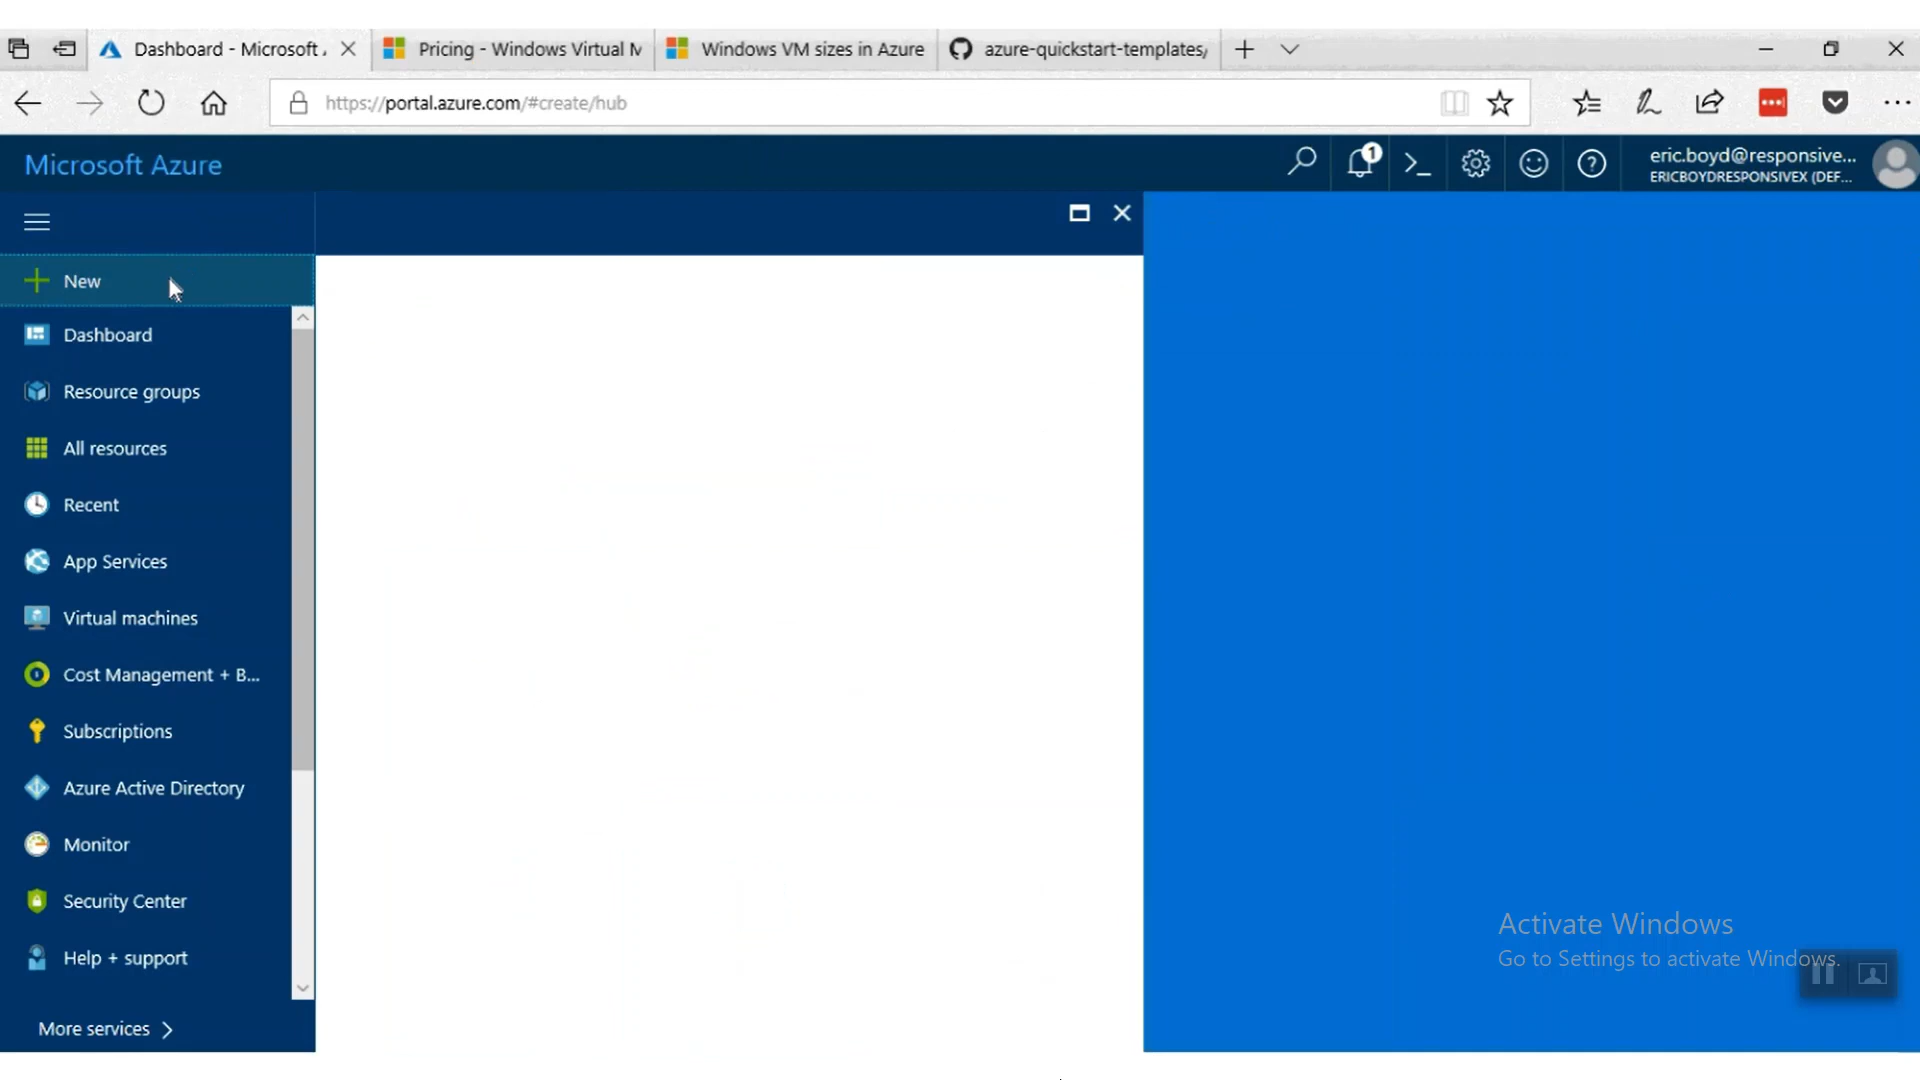 Dashboard - Microsoft A
Pricing - Windows Virtual M
Windows VM sizes in Azure
azure-quickstart-templates/
https://portal.azure.com/#create/hub
Microsoft Azure
1
eric.boyd@responsive...
ERICBOYDRESPONSIVEX (DEF...
New
Dashboard
Resource groups
All resources
Recent
App Services
Virtual machines
Cost Management + B...
Subscriptions
Azure Active Directory
Monitor
Security Center
Help + support
More services
Activate Windows
Go to Settings to activate Windows.